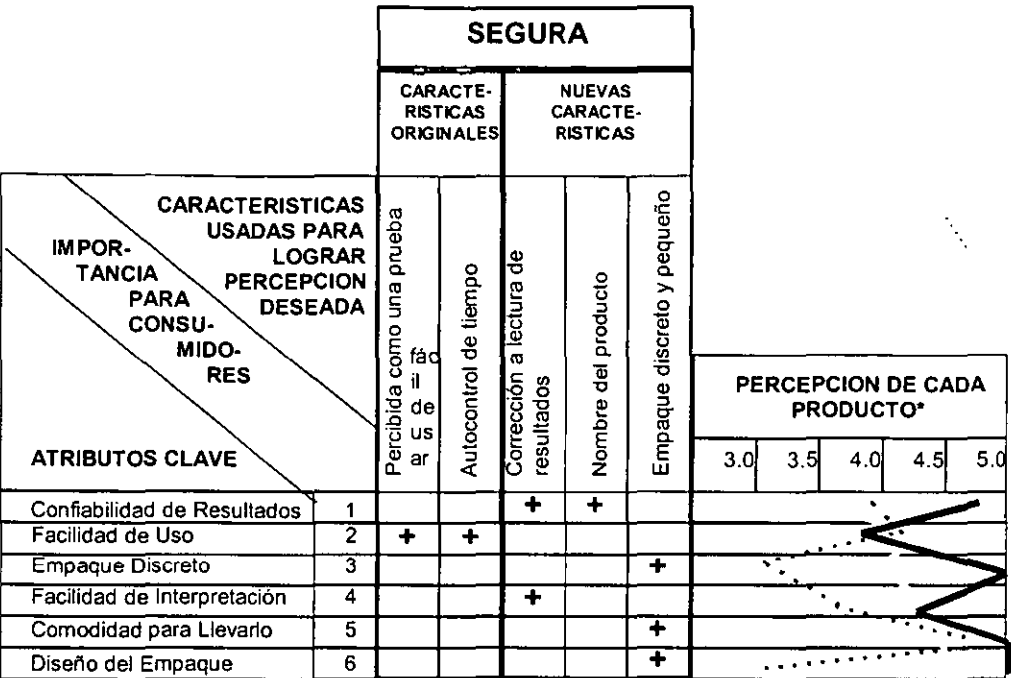 SEGURA
CARACTE-
RISTICAS
ORIGINALES
NUEVAS
CARACTE-
RISTICAS
CARACTERISTICAS
USADAS PARA
LOGRAR
PERCEPCION
DESEADA
IMPOR-
TANCIA
PARA
CONSU-
MIDO-
RES
ATRIBUTOS CLAVE
Percibida como una prueba
fác
il
de
us
ar
Autocontrol de tiempo
Corrección a lectura de
resultados
Nombre del producto
Empaque discreto y pequeño
PERCEPCION DE CADA
PRODUCTO*
3.0 3.5 4.0 4.5 5.0
Confiabilidad de Resultados 1 + +
Facilidad de Uso 2 + +
Empaque Discreto 3 +
Facilidad de Interpretación 4 +
Comodidad para Llevarlo 5 +
Diseño del Empaque 6 +